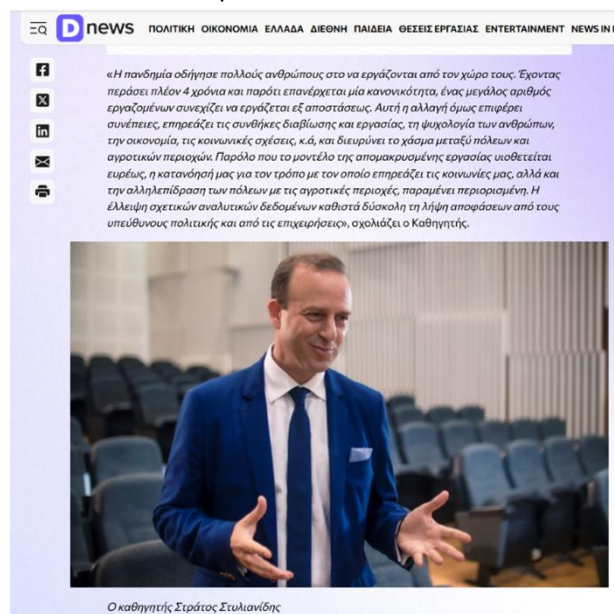 Dnews ΠΟΛΙΤΙΚΗ ΟΙΚΟΝΟΜΙΑ ΕΛΛΑΔΑ ΔΙΕΘΝΗ ΠΑΙΔΕΙΑ ΘΕΣΕΙΣ ΕΡΓΑΣΙΑΣ ENTERTAINMENT NEWS IN
«Η πανδημία οδήγησε πολλούς ανθρώπους στο να εργάζονται από τον χώρο τους. Έχοντας
περάσει πλέον 4 χρόνια και παρότι επανέρχεται μία κανονικότητα, ένας μεγάλος αριθμός
εργαζομένων συνεχίζει να εργάζεται εξ αποστάσεως. Αυτή η αλλαγή όμως επιφέρει
συνέπειες, επηρεάζει τις συνθήκες διαβίωσης και εργασίας, τη ψυχολογία των ανθρώπων,
την οικονομία, τις κοινωνικές σχέσεις, κ.ά, και διευρύνει το χάσμα μεταξύ πόλεων και
αγροτικών περιοχών. Παρόλο που το μοντέλο της απομακρυσμένης εργασίας υιοθετείται
ευρέως, η κατανόησή μας για τον τρόπο με τον οποίο επηρεάζει τις κοινωνίες μας, αλλά και
την αλληλεπίδραση των πόλεων με τις αγροτικές περιοχές, παραμένει περιορισμένη. Η
έλλειψη σχετικών αναλυτικών δεδομένων καθιστά δύσκολη τη λήψη αποφάσεων από τους
υπεύθυνους πολιτικής και από τις επιχειρήσεις», σχολιάζει ο Καθηγητής.
Ο καθηγητής Στράτος Στυλιανίδης